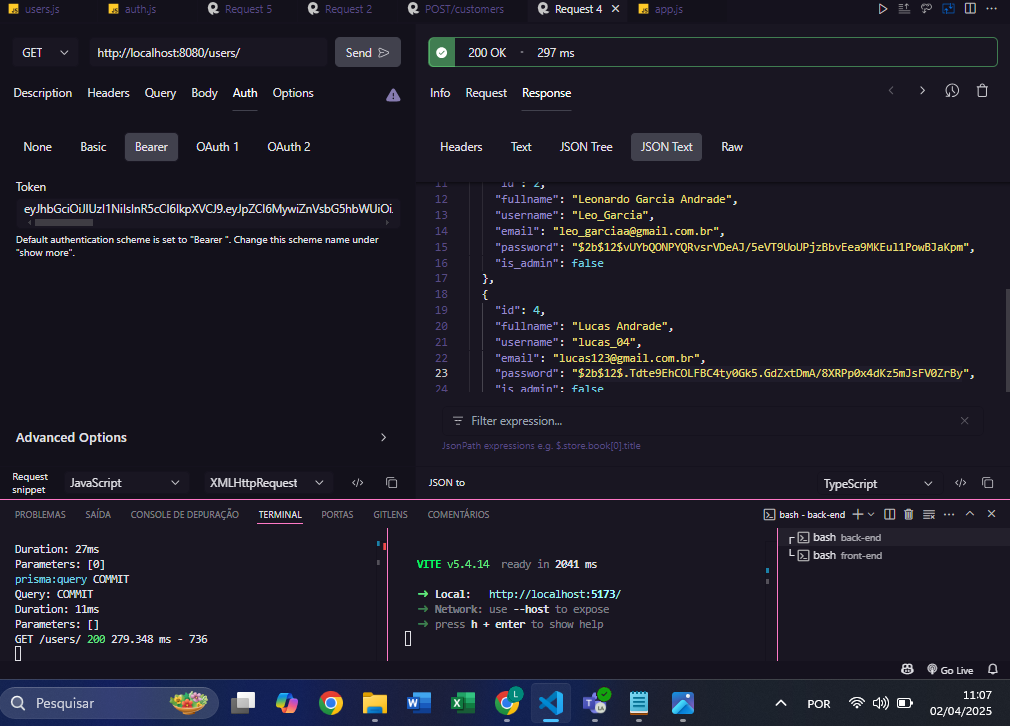 users.js auth.js Request 5 Request 2 POST/customers Request 4 app.js
GET http://localhost:8080/users/ Send
200 OK · 297 ms
Description Headers Query Body Auth Options
Info Request Response
None Basic Bearer OAuth 1 OAuth 2
Headers Text JSON Tree JSON Text Raw
Token
eyJhbGciOiJIUzI1NiIsInR5cCI6IkpXVCJ9.eyJpZCI6MywiZnVsbG5hbWUiOi.
Default authentication scheme is set to "Bearer ". Change this scheme name under
"show more".
11 "id": 2,
12 "fullname": "Leonardo Garcia Andrade",
13 "username": "Leo_Garcia",
14 "email": "leo_garciaa@gmail.com.br",
15 "password": "$2b$12$vUYbQONPYQRvsrVDeAJ/5eVT9UoUPjzBbvEea9MKEul1PowBJaKpm",
16 "is_admin": false
17 },
18 {
19 "id": 4,
20 "fullname": "Lucas Andrade",
21 "username": "lucas_04",
22 "email": "lucas123@gmail.com.br",
23 "password": "$2b$12$.Tdte9EhCOLFBC4ty0Gk5.GdZxtDmA/8XRPp0x4dKz5mJsFV0ZrBy",
24 "is_admin": false
Filter expression...
JsonPath expressions e.g. $.store.book[0].title
Advanced Options
Request
snippet
JavaScript XMLHttpRequest
JSON to TypeScript
PROBLEMAS SAÍDA CONSOLE DE DEPURAÇÃO TERMINAL PORTAS GITLENS COMENTÁRIOS
bash - back-end
Duration: 27ms
Parameters: [0]
prisma:query COMMIT
Query: COMMIT
Duration: 11ms
Parameters: []
GET /users/ 200 279.348 ms - 736
VITE v5.4.14 ready in 2041 ms
➜ Local: http://localhost:5173/
➜ Network: use --host to expose
➜ press h + enter to show help
bash back-end
bash front-end
Go Live
Pesquisar
L
POR
11:07
02/04/2025